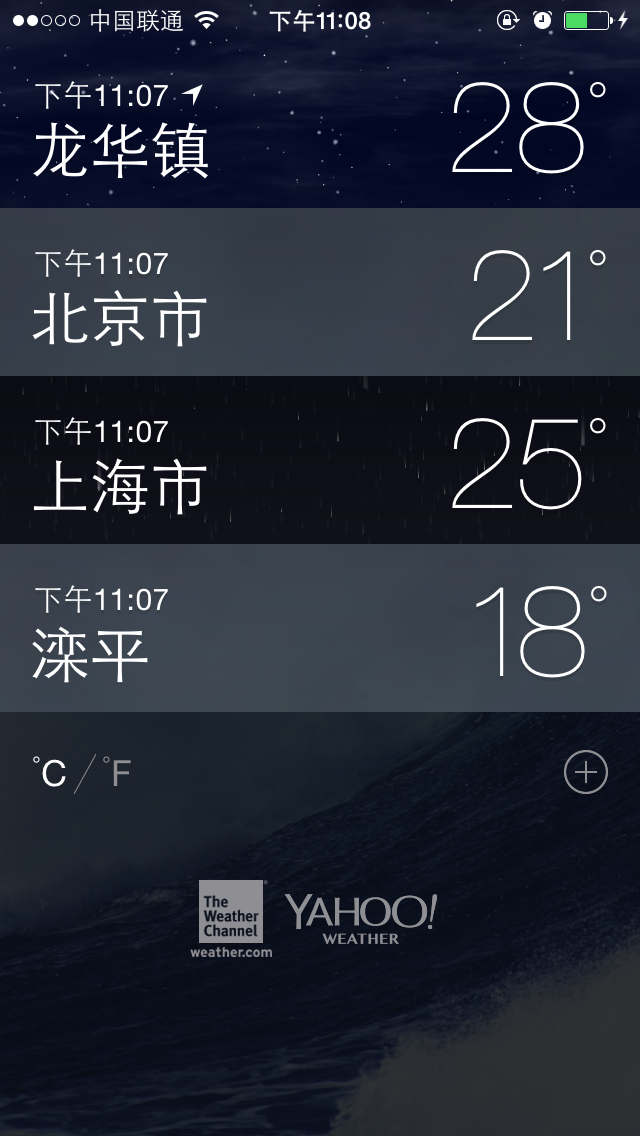 中国联通 下午11:08
下午11:07
龙华镇 28°
下午11:07
北京市 21°
下午11:07
上海市 25°
下午11:07
滦平 18°
°C / °F
The
Weather
Channel
weather.com
YAHOO!
WEATHER